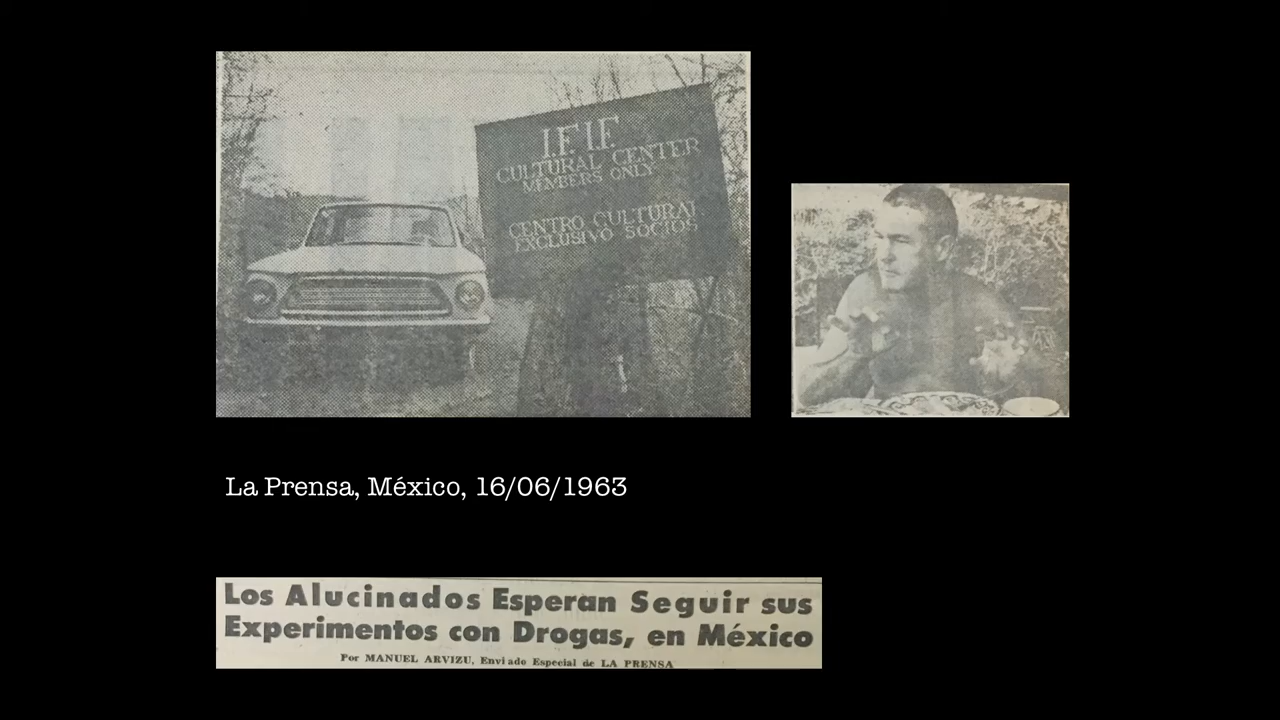 I.F.I.F.
CULTURAL CENTER
MEMBERS ONLY
CENTRO CULTURAL
EXCLUSIVO SOCIOS
La Prensa, México, 16/06/1963
Los Alucinados Esperan Seguir sus
Experimentos con Drogas, en México
Por MANUEL ARVIZU, Enviado Especial de LA PRENSA